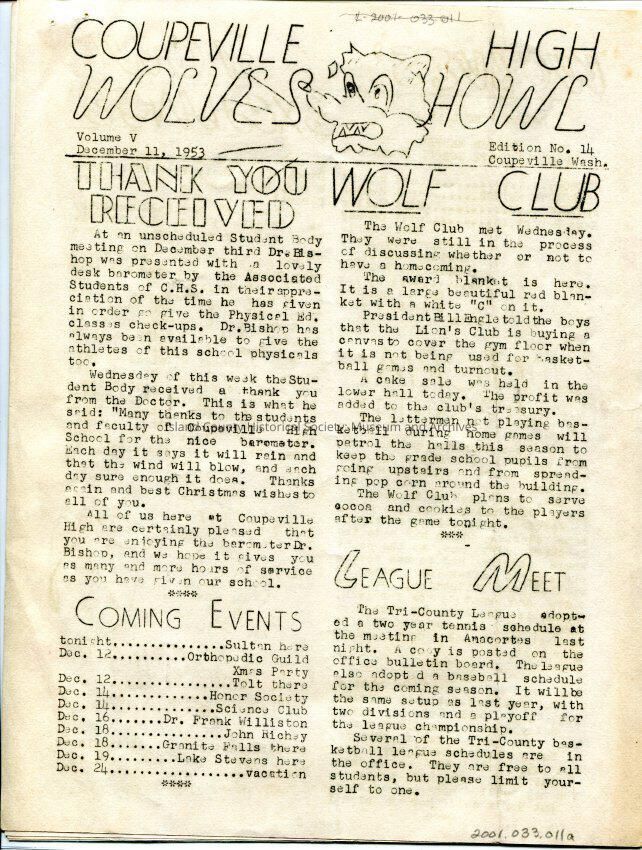 1-2001-033-011
COUPEVILLE HIGH
WOLVES HOWL
Volume V
December 11, 1953
Edition No. 14
Coupeville Wash.
THANK YOU
RECEIVED
At an unscheduled Student Body
meeting on December third Dr. Bis-
hop was presented with a lovely
desk barometer by the Associated
Students of C.H.S. in their appre-
ciation of the time he has given
in order go give the Physical Ed.
classes check-ups. Dr. Bishop has
always been available to give the
athletes of this school physicals
too.
Wednesday of this week the Stu-
dent Body received a thank you
from the Doctor. This is what he
said: "Many thanks to the students
and faculty of Coupeville High
School for the nice barometer.
Each day it says it will rain and
that the wind will blow, and each
day sure enough it does. Thanks
again and best Christmas wishes to
all of you.
All of us here at Coupeville
High are certainly pleased that
you are enjoying the barometer Dr.
Bishop, and we hope it gives you
as many and more hours of service
as you have given our school.
****
COMING EVENTS
tonight................Sultan here
Dec. 12...........Orthopedic Guild
Xmas Party
Dec. 12.................Tolt there
Dec. 14..............Honor Society
Dec. 14...............Science Club
Dec. 16.......Dr. Frank Williston
Dec. 18................John Richey
Dec. 18.......Granite Falls there
Dec. 19.........Lake Stevens here
Dec. 24...................vacation
****
WOLF CLUB
The Wolf Club met Wednesday.
They were still in the process
of discussing whether or not to
have a homecoming.
The award blanket is here.
It is a large beautiful red blan-
ket with a white "C" on it.
President Bill Engle told the boys
that the Lion's Club is buying a
canvas to cover the gym floor when
it is not being used for basket-
ball games and turnout.
A cake sale was held in the
lower hall today. The profit was
added to the club's treasury.
The lettermen not playing bas-
ketball during home games will
patrol the halls this season to
keep the grade school pupils from
going upstairs and from spread-
ing pop corn around the building.
The Wolf Club plans to serve
cocoa and cookies to the players
after the game tonight.
***
LEAGUE MEET
The Tri-County League adopt-
ed a two year tennis schedule at
the meeting in Anacortes last
night. A copy is posted on the
office bulletin board. The league
also adopted a baseball schedule
for the coming season. It will be
the same setup as last year, with
two divisions and a playoff for
the league championship.
Several of the Tri-County bas-
ketball league schedules are in
the office. They are free to all
students, but please limit your-
self to one.
Island County Historical Society Museum and Archives
2001.033.011a